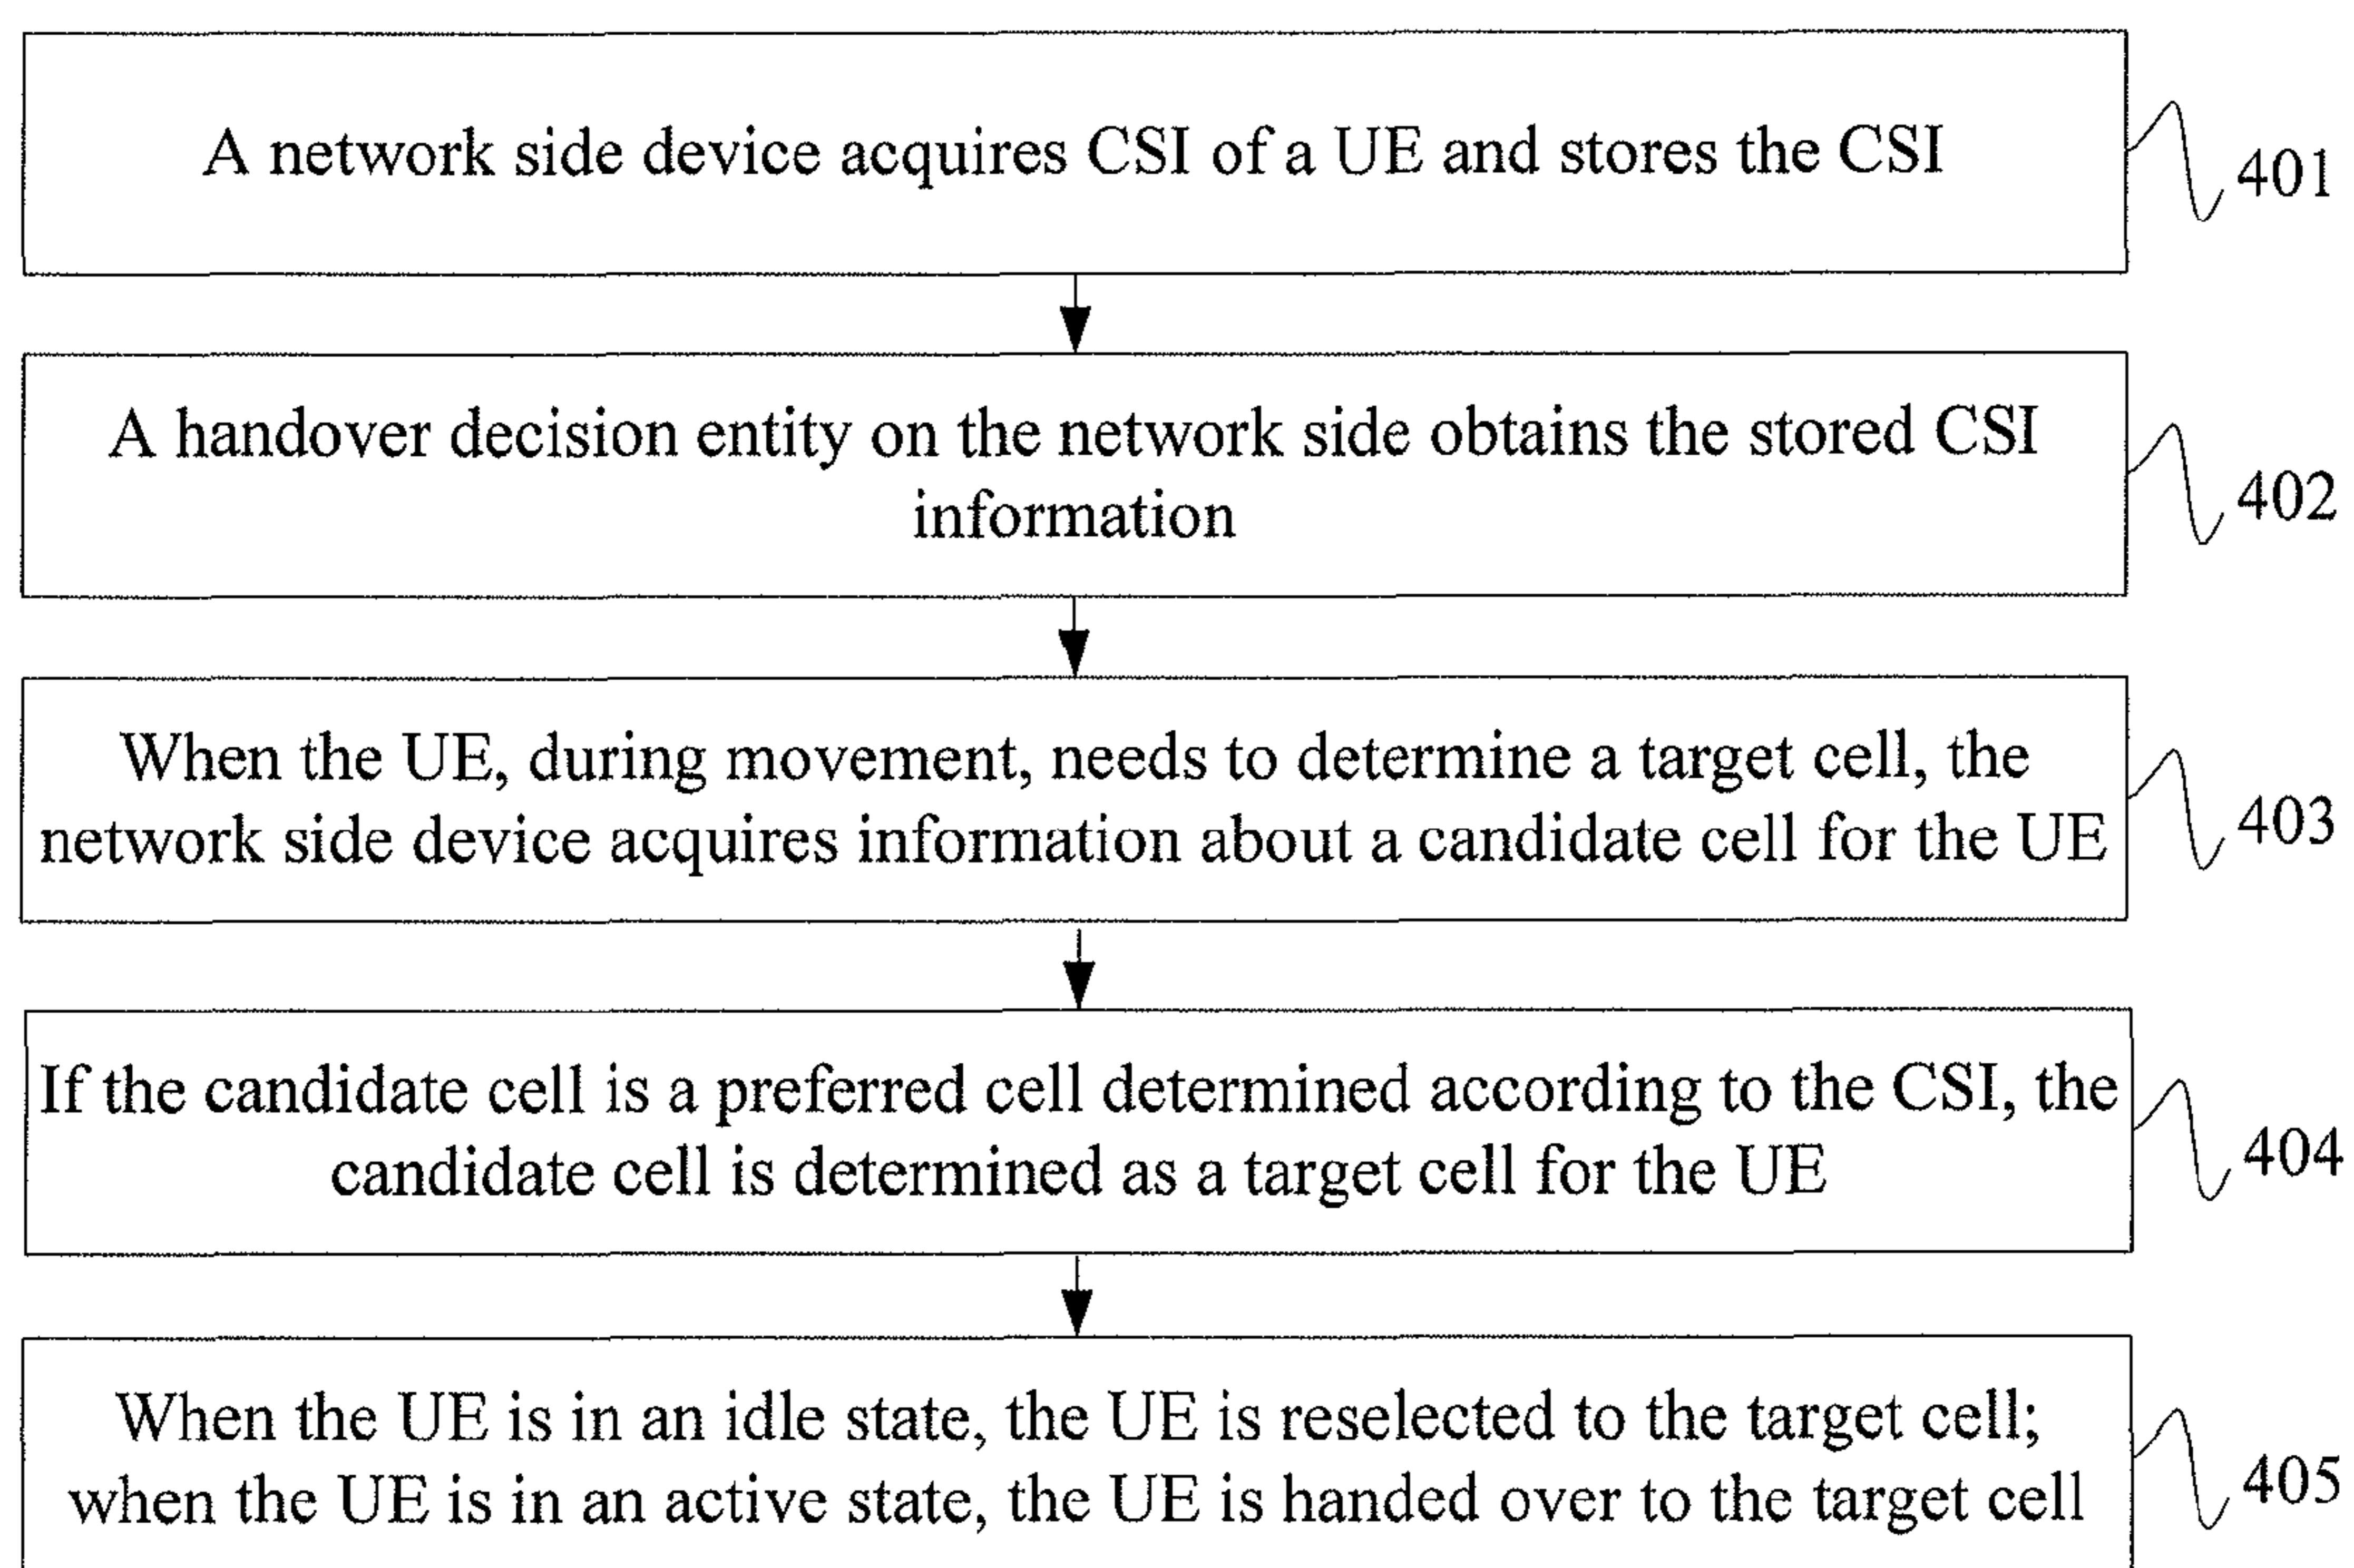 A network side device acquires CSI of a UE and stores the CSI
401
A handover decision entity on the network side obtains the stored CSI
information
402
When the UE, during movement, needs to determine a target cell, the
network side device acquires information about a candidate cell for the UE
403
If the candidate cell is a preferred cell determined according to the CSI, the
candidate cell is determined as a target cell for the UE
404
When the UE is in an idle state, the UE is reselected to the target cell;
when the UE is in an active state, the UE is handed over to the target cell
405